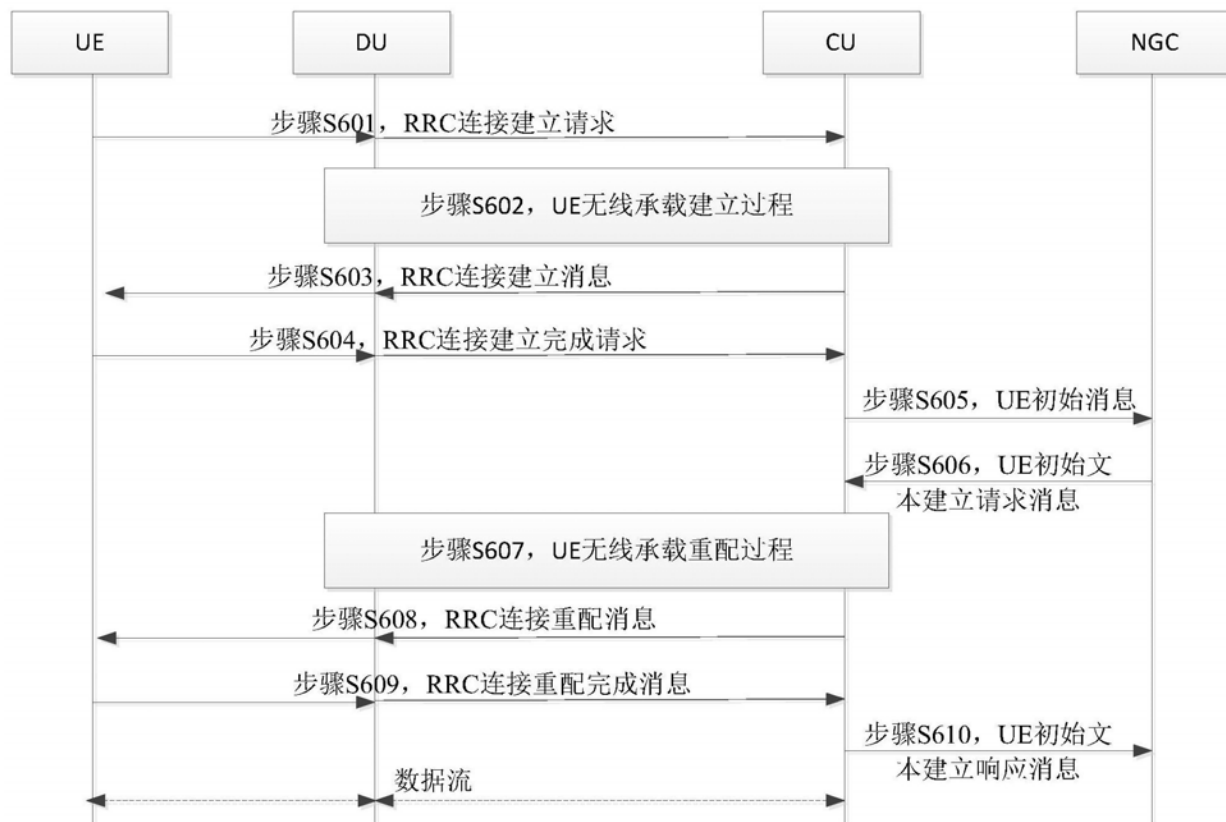 UE
DU
CU
NGC
步骤S601，RRC连接建立请求
步骤S602，UE无线承载建立过程
步骤S603，RRC连接建立消息
步骤S604，RRC连接建立完成请求
步骤S605，UE初始消息
步骤S606，UE初始文
本建立请求消息
步骤S607，UE无线承载重配过程
步骤S608，RRC连接重配消息
步骤S609，RRC连接重配完成消息
步骤S610，UE初始文
本建立响应消息
数据流